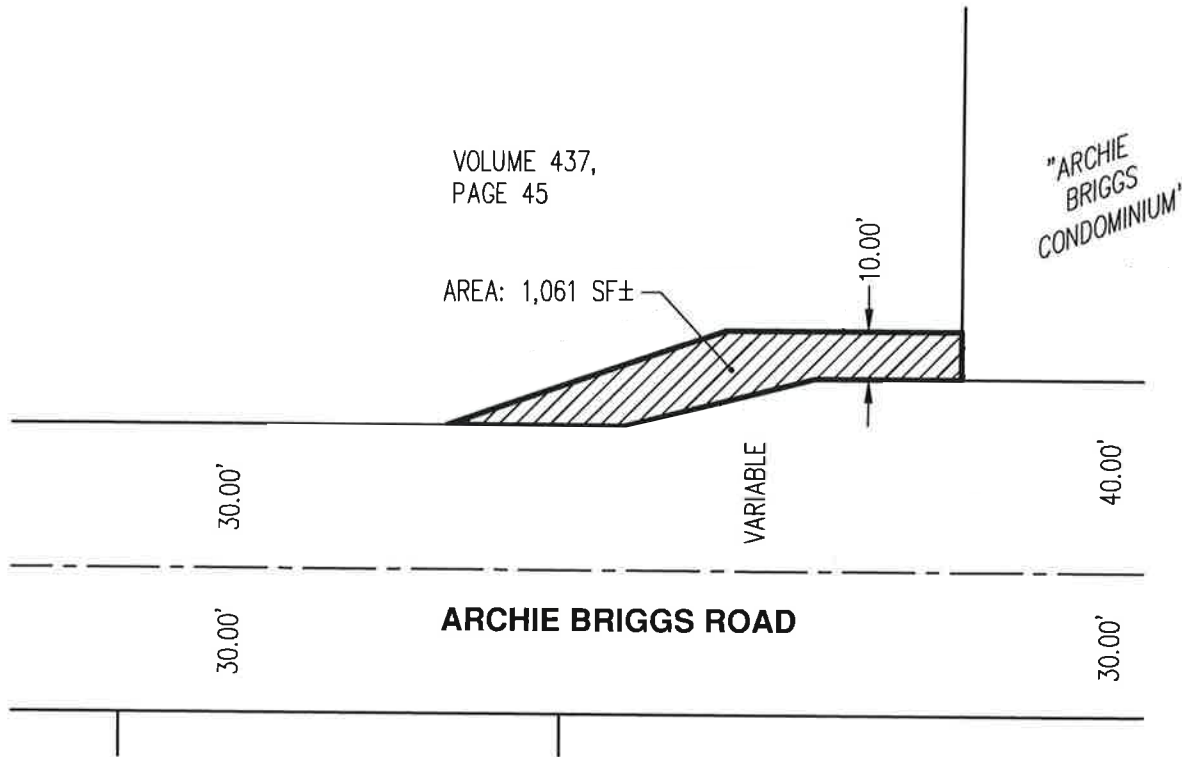 VOLUME 437,
PAGE 45
"ARCHIE
BRIGGS
CONDOMINIUM"
10.00'
AREA: 1,061 SF±
30.00'
VARIABLE
40.00'
ARCHIE BRIGGS ROAD
30.00'
30.00'